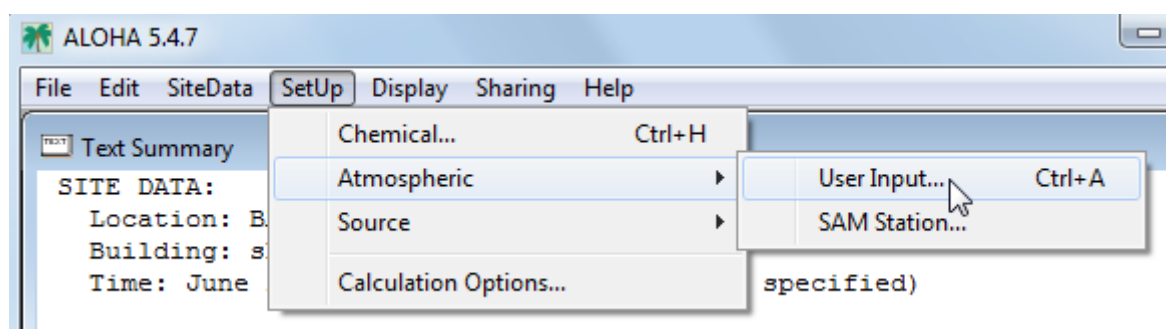 ALOHA 5.4.7
File Edit SiteData SetUp Display Sharing Help
TEXT Text Summary
Chemical... Ctrl+H
SITE DATA:
Atmospheric
User Input... Ctrl+A
Location:
Source
SAM Station...
Building:
Time: June
Calculation Options...
specified)